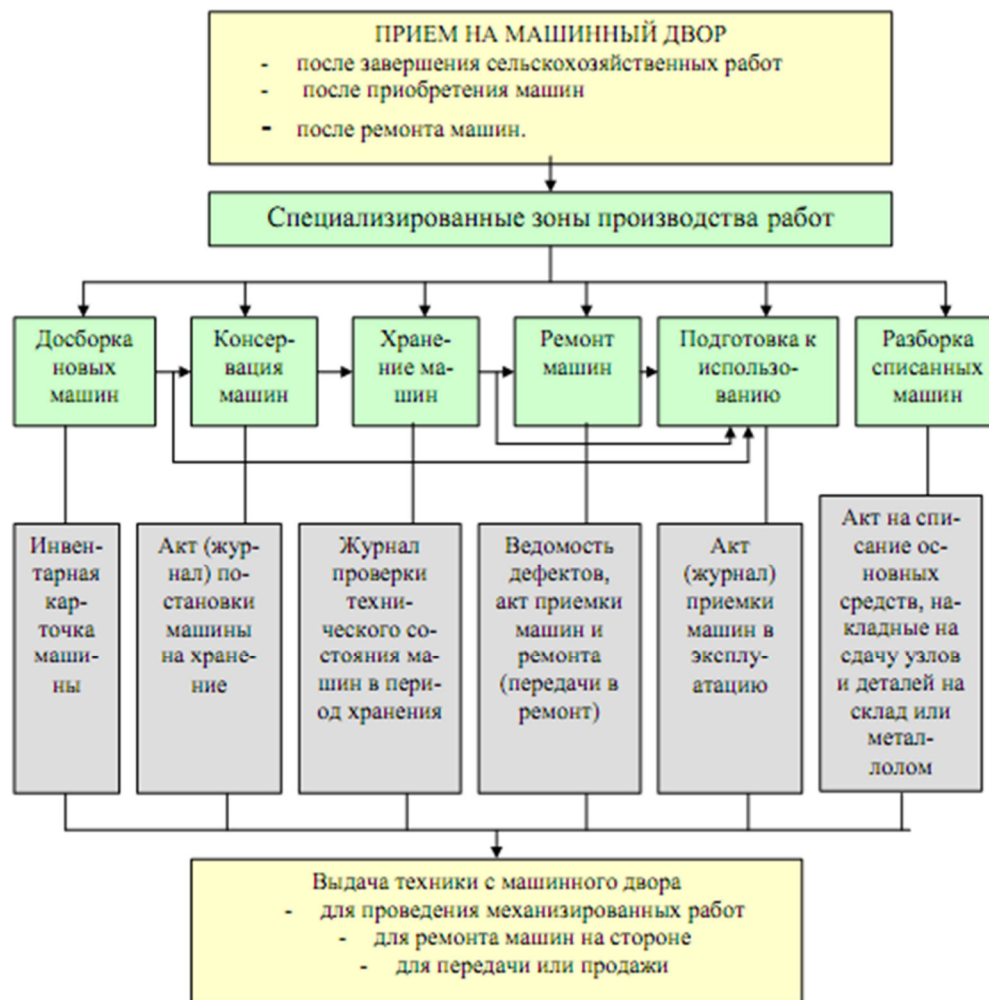 ПРИЕМ НА МАШИННЫЙ ДВОР
- после завершения сельскохозяйственных работ
- после приобретения машин
- после ремонта машин.
Специализированные зоны производства работ
Досборка
новых
машин
Консер-
вация
машин
Хране-
ние ма-
шин
Ремонт
машин
Подготовка к
использо-
ванию
Разборка
списанных
машин
Инвен-
тарная
кар-
точка
маши-
ны
Акт (жур-
нал) по-
становки
машины
на хране-
ние
Журнал
проверки
техни-
ческого со-
стояния ма-
шин в пери-
од хранения
Ведомость
дефектов,
акт приемки
машин и
ремонта
(передачи в
ремонт)
Акт
(журнал)
приемки
машин в
эксплу-
атацию
Акт на спи-
сание ос-
новных
средств, на-
кладные на
сдачу узлов
и деталей на
склад или
метал-
лолом
Выдача техники с машинного двора
- для проведения механизированных работ
- для ремонта машин на стороне
- для передачи или продажи